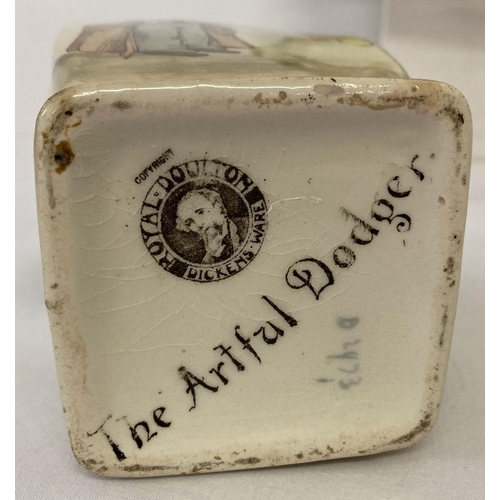 COPYRIGHT
ROYAL · DOULTON
DICKENS · WARE
The Artful Dodger.